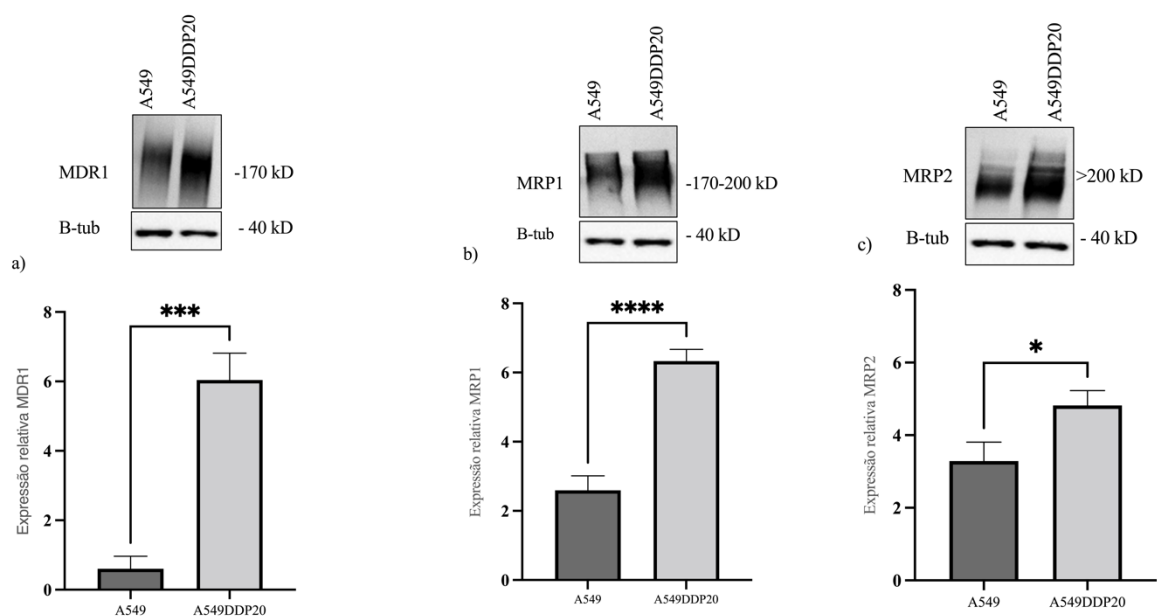 A549
A549DDP20
MDR1
-170 kD
B-tub
- 40 kD
a)
***
Expressão relativa MDR1
8
6
4
2
0
A549
A549DDP20
A549
A549DDP20
MRP1
-170-200 kD
B-tub
- 40 kD
b)
****
Expressão relativa MRP1
8
6
4
2
0
A549
A549DDP20
A549
A549DDP20
MRP2
>200 kD
B-tub
- 40 kD
c)
*
Expressão relativa MRP2
8
6
4
2
0
A549
A549DDP20